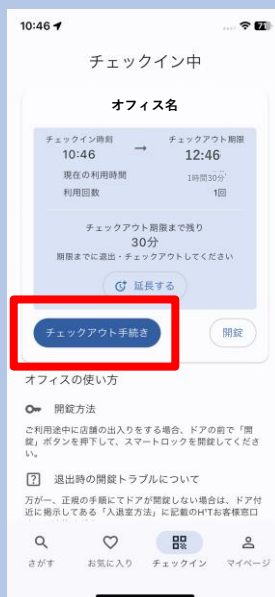 10:46
71
チェックイン中
オフィス名
チェックイン時刻
10:46
→
チェックアウト期限
12:46
現在の利用時間
1時間30分
利用回数
1回
チェックアウト期限まで残り
30分
期限までに退出・チェックアウトしてください
延長する
チェックアウト手続き
開錠
オフィスの使い方
開錠方法
ご利用途中に店舗の出入りをする場合、ドアの前で「開
錠」ボタンを押下して、スマートロックを開錠してくださ
い。
? 退出時の開錠トラブルについて
万が一、正規の手順にてドアが開錠しない場合は、ドア付
近に掲示してある「入退室方法」に記載のH'Tお客様窓口
さがす
お気に入り
チェックイン
マイページ